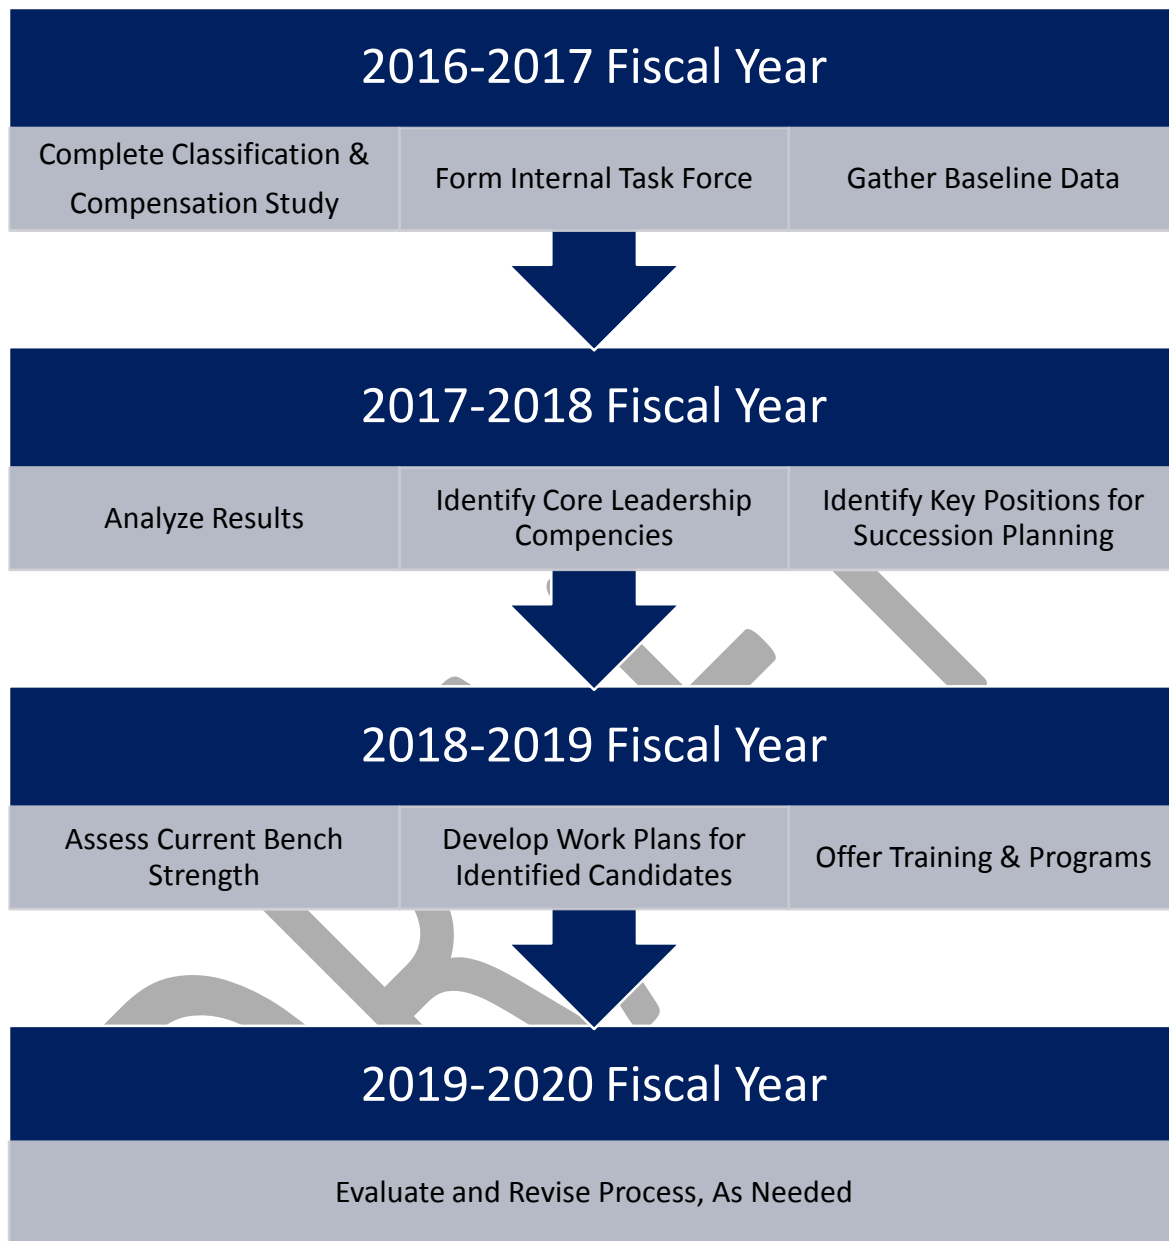 2016-2017 Fiscal Year
Complete Classification &
Compensation Study
Form Internal Task Force
Gather Baseline Data
2017-2018 Fiscal Year
Analyze Results
Identify Core Leadership
Compencies
Identify Key Positions for
Succession Planning
2018-2019 Fiscal Year
Assess Current Bench
Strength
Develop Work Plans for
Identified Candidates
Offer Training & Programs
2019-2020 Fiscal Year
Evaluate and Revise Process, As Needed